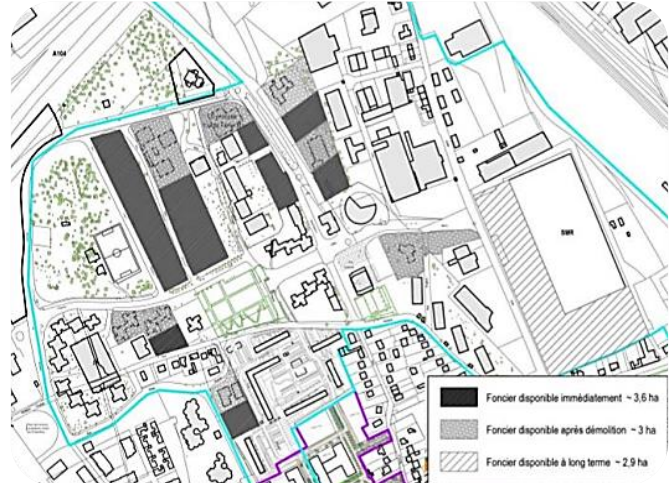 A104
BMW
Foncier disponible immédiatement ~ 3,6 ha
Foncier disponible après démolition ~ 3 ha
Foncier disponible à long terme ~ 2,9 ha